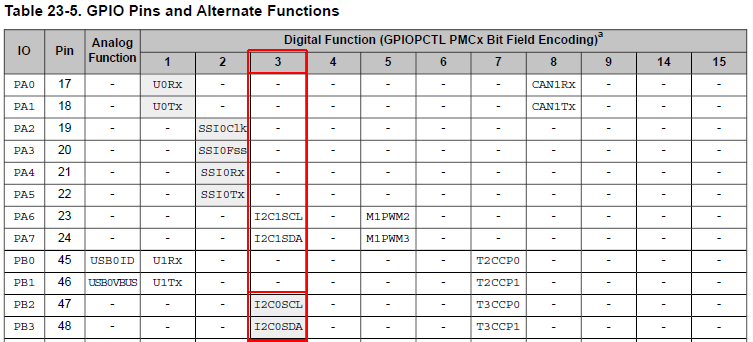 Table 23-5. GPIO Pins and Alternate Functions
IO Pin Analog Function Digital Function (GPIOPCTL PMCx Bit Field Encoding)a
1 2 3 4 5 6 7 8 9 14 15
PA0 17 - U0Rx - - - - - - CAN1Rx - - -
PA1 18 - U0Tx - - - - - - CAN1Tx - - -
PA2 19 - - SSI0Clk - - - - - - - - -
PA3 20 - - SSI0Fss - - - - - - - - -
PA4 21 - - SSI0Rx - - - - - - - - -
PA5 22 - - SSI0Tx - - - - - - - - -
PA6 23 - - - I2C1SCL - M1PWM2 - - - - - -
PA7 24 - - - I2C1SDA - M1PWM3 - - - - - -
PB0 45 USB0ID U1Rx - - - - - T2CCP0 - - - -
PB1 46 USB0VBUS U1Tx - - - - - T2CCP1 - - - -
PB2 47 - - - I2C0SCL - - - T3CCP0 - - - -
PB3 48 - - - I2C0SDA - - - T3CCP1 - - - -